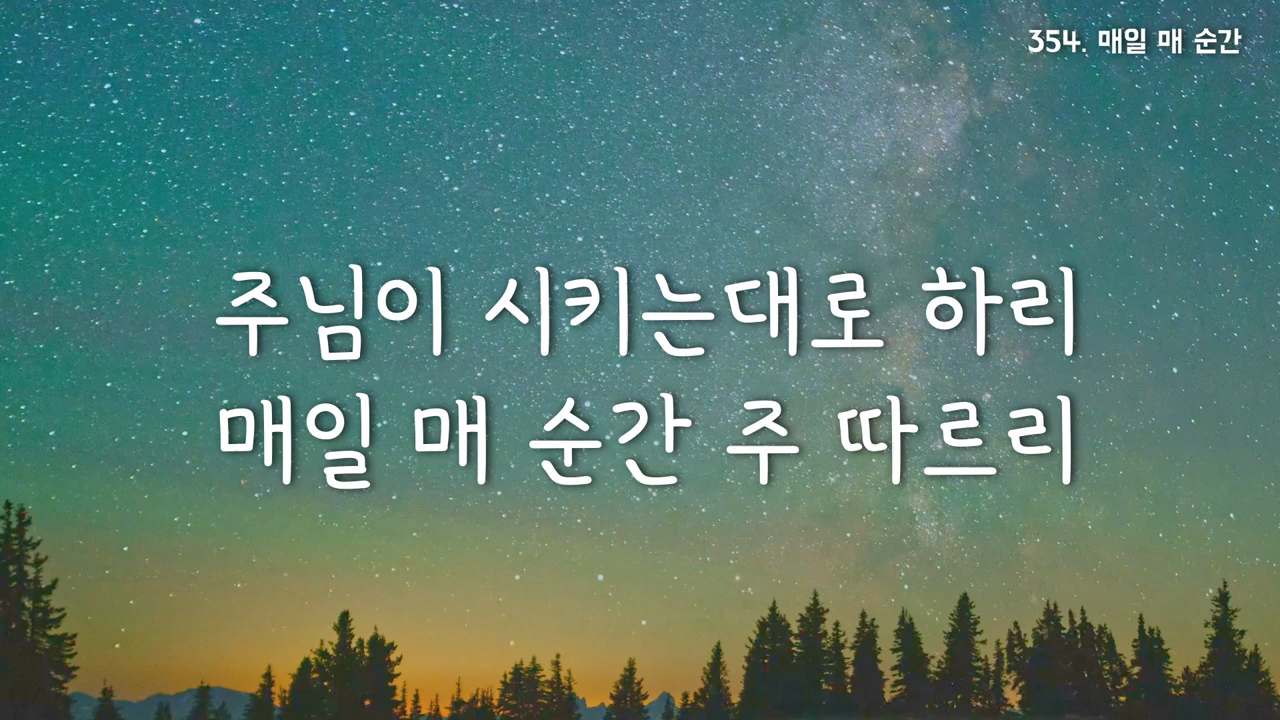 354. 매일 매 순간
주님이 시키는대로 하리
매일 매 순간 주 따르리